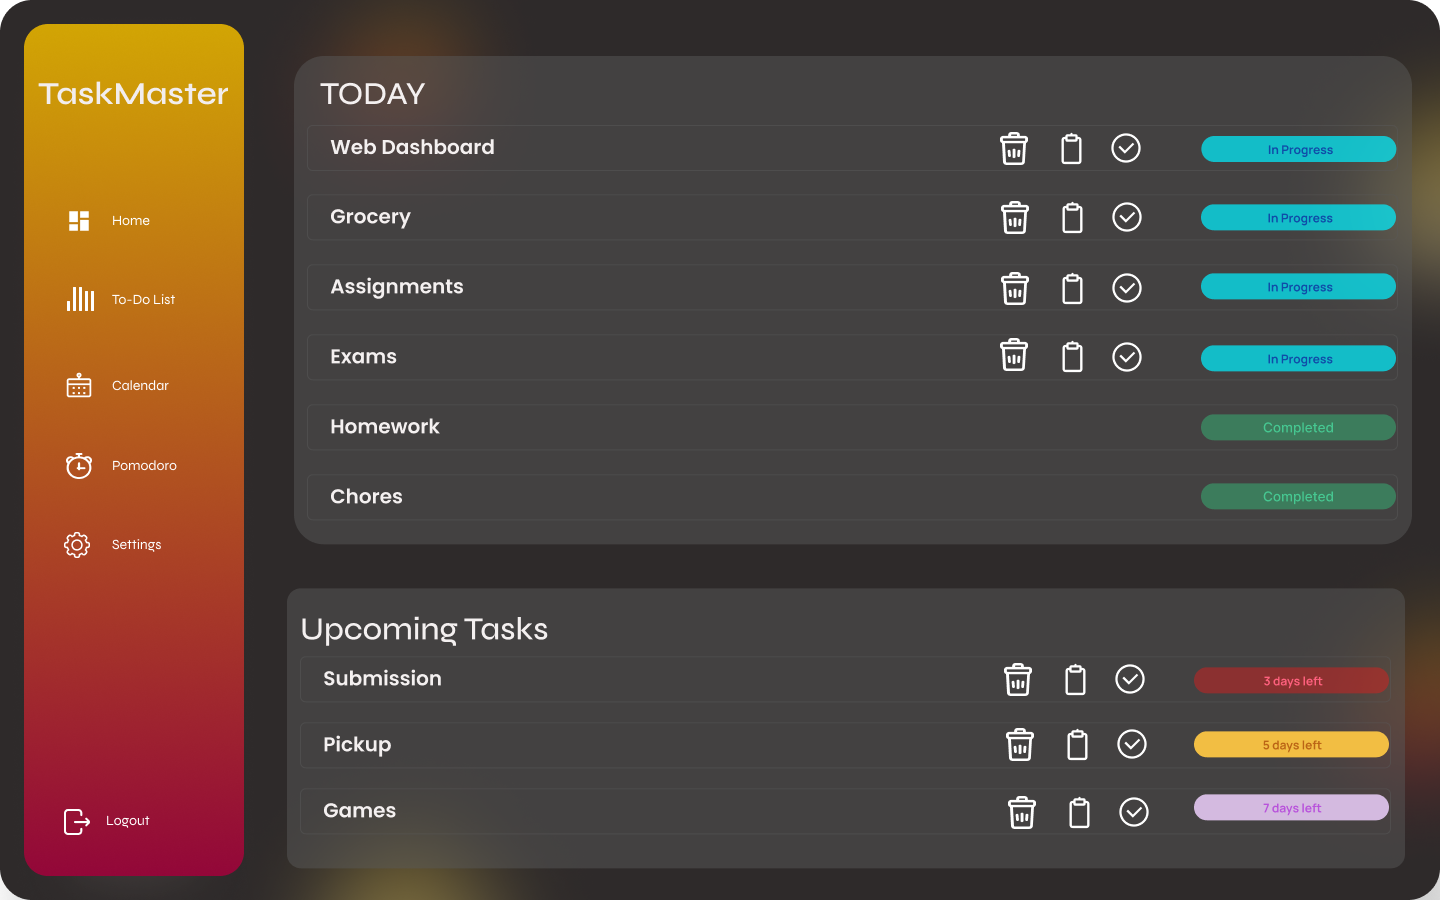 TaskMaster
Home
To-Do List
Calendar
Pomodoro
Settings
Logout
TODAY
Web Dashboard In Progress
Grocery In Progress
Assignments In Progress
Exams In Progress
Homework Completed
Chores Completed
Upcoming Tasks
Submission 3 days left
Pickup 5 days left
Games 7 days left